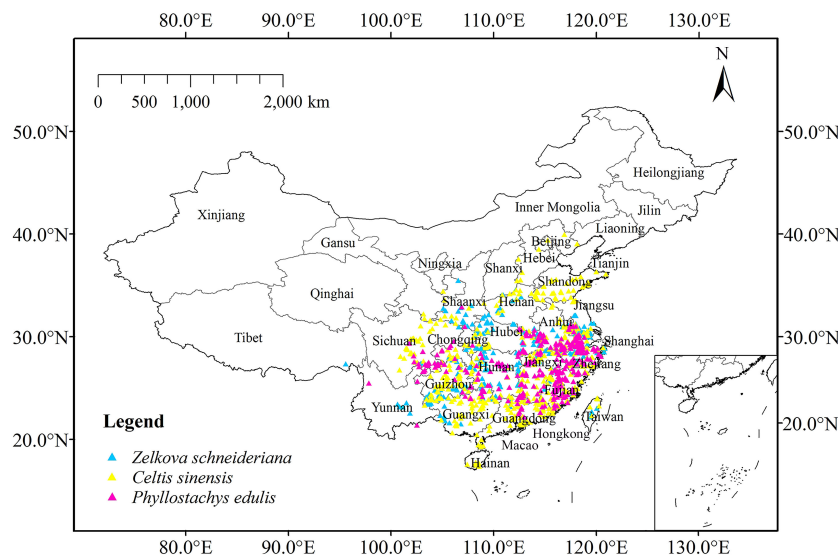 80.0°E 90.0°E 100.0°E 110.0°E 120.0°E 130.0°E
N
0 500 1,000 2,000 km
50.0°N 50.0°N
Heilongjiang
Xinjiang
Inner Mongolia
Jilin
Liaoning
40.0°N 40.0°N
Gansu
Beijing
Ningxia
Shanxi
Hebei
Tianjin
Qinghai
Shandong
Shaanxi
Henan
Jiangsu
Anhui
30.0°N 30.0°N
Tibet
Sichuan
Chongqing
Hubei
Shanghai
Hunan
Jiangxi
Zhejiang
Guizhou
Fujian
Yunnan
Guangxi
Guangdong
Taiwan
20.0°N 20.0°N
Hongkong
Macao
Hainan
Legend
Zelkova schneideriana
Celtis sinensis
Phyllostachys edulis
80.0°E 90.0°E 100.0°E 110.0°E 120.0°E 130.0°E